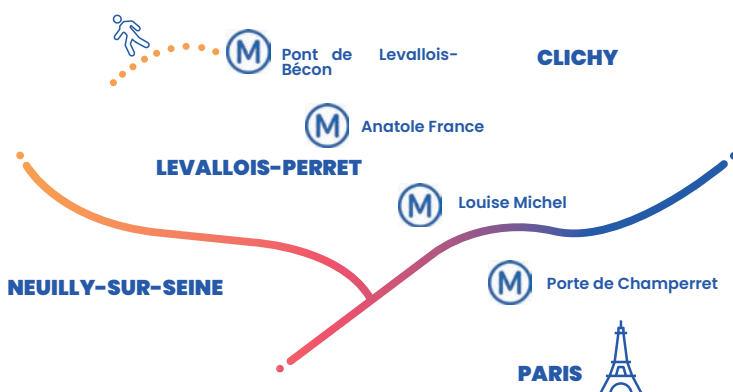 M Pont de Levallois-
Bécon
CLICHY
M Anatole France
LEVALLOIS-PERRET
M Louise Michel
NEUILLY-SUR-SEINE
M Porte de Champerret
PARIS